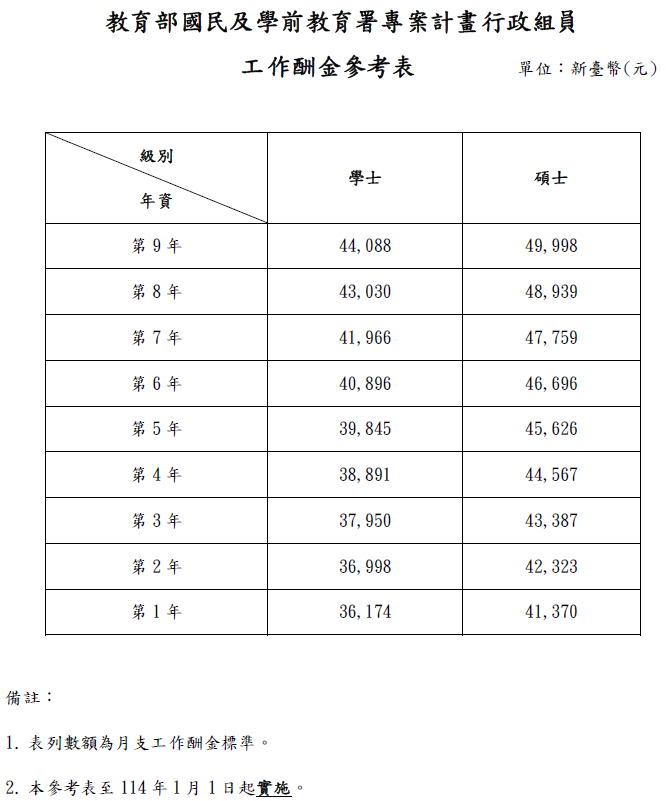 教育部國民及學前教育署專案計畫行政組員
工作酬金參考表
單位：新臺幣(元)
級別
年資
學士
碩士
第 9 年 44,088 49,998
第 8 年 43,030 48,939
第 7 年 41,966 47,759
第 6 年 40,896 46,696
第 5 年 39,845 45,626
第 4 年 38,891 44,567
第 3 年 37,950 43,387
第 2 年 36,998 42,323
第 1 年 36,174 41,370
備註：
1. 表列數額為月支工作酬金標準。
2. 本參考表至 114 年 1 月 1 日起實施。